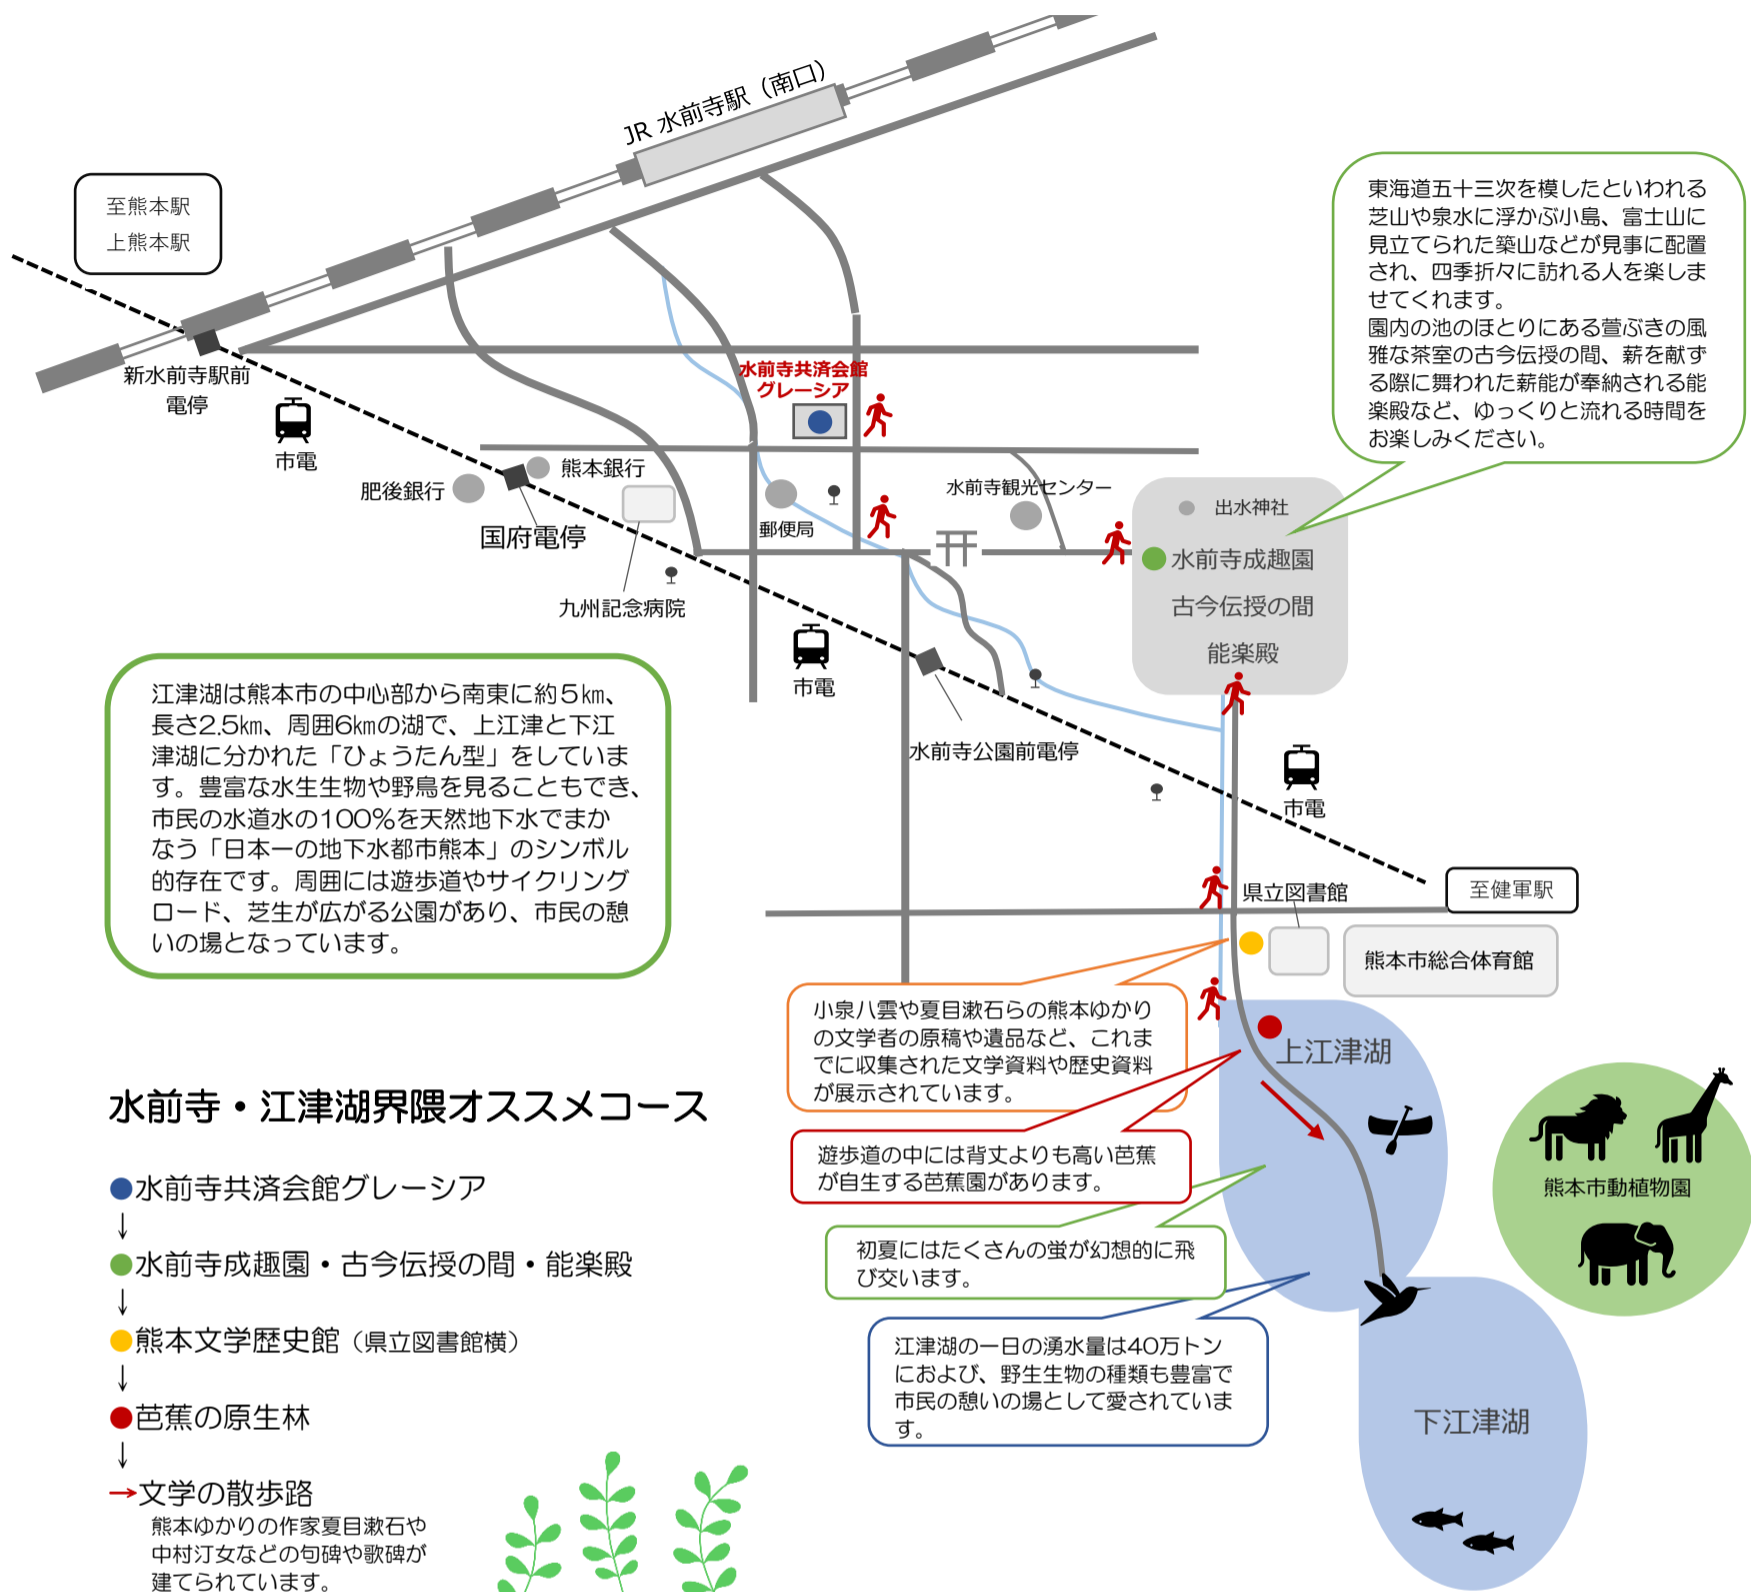 JR 水前寺駅（南口）
至熊本駅
上熊本駅
東海道五十三次を模したといわれる
芝山や泉水に浮かぶ小島、富士山に
見立てられた築山などが見事に配置
され、四季折々に訪れる人を楽しま
せてくれます。
園内の池のほとりにある萱ぶきの風
雅な茶室の古今伝授の間、薪を献ず
る際に舞われた薪能が奉納される能
楽殿など、ゆっくりと流れる時間を
お楽しみください。
新水前寺駅前
電停
市電
水前寺共済会館
グレーシア
肥後銀行
熊本銀行
国府電停
九州記念病院
郵便局
水前寺観光センター
出水神社
水前寺成趣園
古今伝授の間
能楽殿
市電
水前寺公園前電停
市電
至健軍駅
県立図書館
熊本市総合体育館
江津湖は熊本市の中心部から南東に約５㎞、
長さ2.5㎞、周囲6㎞の湖で、上江津と下江
津湖に分かれた「ひょうたん型」をしていま
す。豊富な水生生物や野鳥を見ることもでき、
市民の水道水の100％を天然地下水でまか
なう「日本一の地下水都市熊本」のシンボル
的存在です。周囲には遊歩道やサイクリング
ロード、芝生が広がる公園があり、市民の憩
いの場となっています。
小泉八雲や夏目漱石らの熊本ゆかり
の文学者の原稿や遺品など、これま
でに収集された文学資料や歴史資料
が展示されています。
上江津湖
遊歩道の中には背丈よりも高い芭蕉
が自生する芭蕉園があります。
熊本市動植物園
初夏にはたくさんの蛍が幻想的に飛
び交います。
江津湖の一日の湧水量は40万トン
におよび、野生生物の種類も豊富で
市民の憩いの場として愛されていま
す。
下江津湖
水前寺・江津湖界隈オススメコース
●水前寺共済会館グレーシア
↓
●水前寺成趣園・古今伝授の間・能楽殿
↓
●熊本文学歴史館（県立図書館横）
↓
●芭蕉の原生林
↓
→文学の散歩路
熊本ゆかりの作家夏目漱石や
中村汀女などの句碑や歌碑が
建てられています。